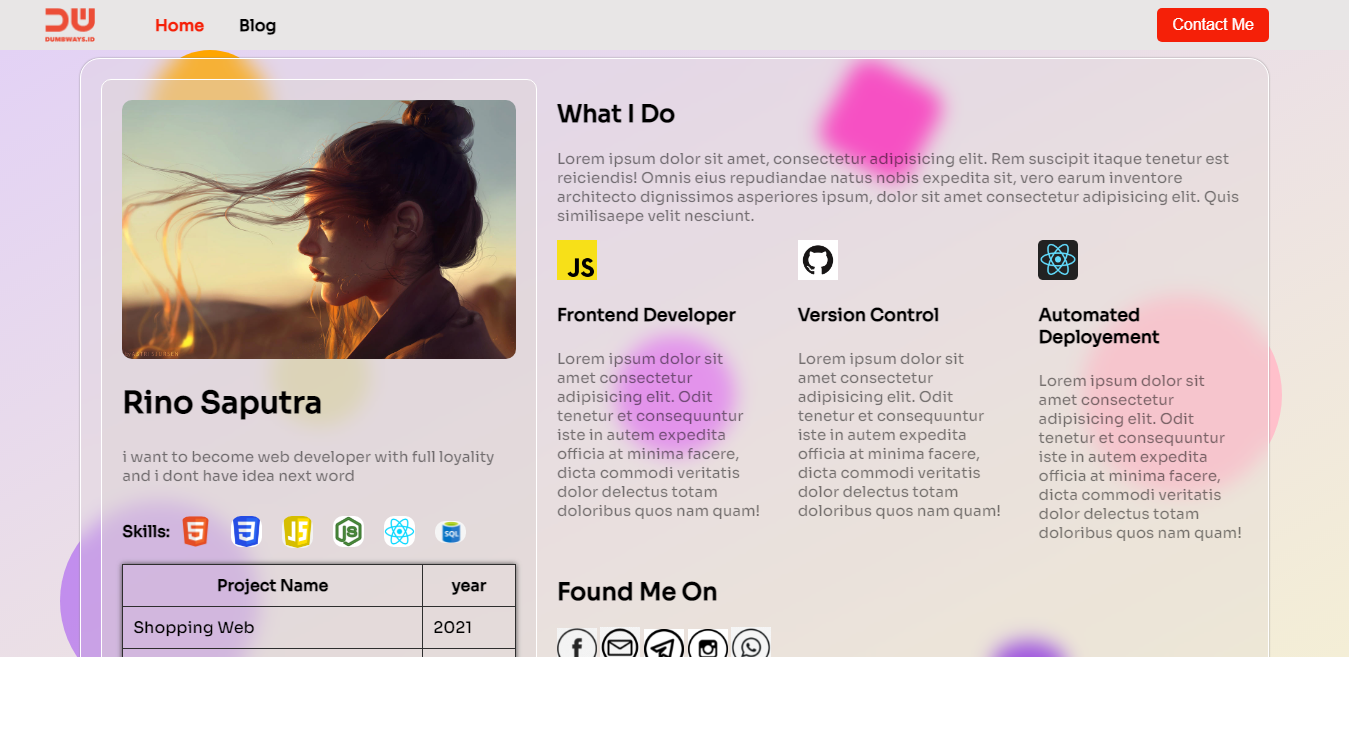 DUMBWAYS.ID
Home
Blog
Contact Me
Rino Saputra
i want to become web developer with full loyality
and i dont have idea next word
Skills:
5
3
JS
JS
SQL
Project Name
year
Shopping Web
2021
What I Do
Lorem ipsum dolor sit amet, consectetur adipisicing elit. Rem suscipit itaque tenetur est
reiciendis! Omnis eius repudiandae natus nobis expedita sit, vero earum inventore
architecto dignissimos asperiores ipsum, dolor sit amet consectetur adipisicing elit. Quis
similisaepe velit nesciunt.
JS
Frontend Developer
Lorem ipsum dolor sit
amet consectetur
adipisicing elit. Odit
tenetur et consequuntur
iste in autem expedita
officia at minima facere,
dicta commodi veritatis
dolor delectus totam
doloribus quos nam quam!
Version Control
Lorem ipsum dolor sit
amet consectetur
adipisicing elit. Odit
tenetur et consequuntur
iste in autem expedita
officia at minima facere,
dicta commodi veritatis
dolor delectus totam
doloribus quos nam quam!
Automated
Deployement
Lorem ipsum dolor sit
amet consectetur
adipisicing elit. Odit
tenetur et consequuntur
iste in autem expedita
officia at minima facere,
dicta commodi veritatis
dolor delectus totam
doloribus quos nam quam!
Found Me On